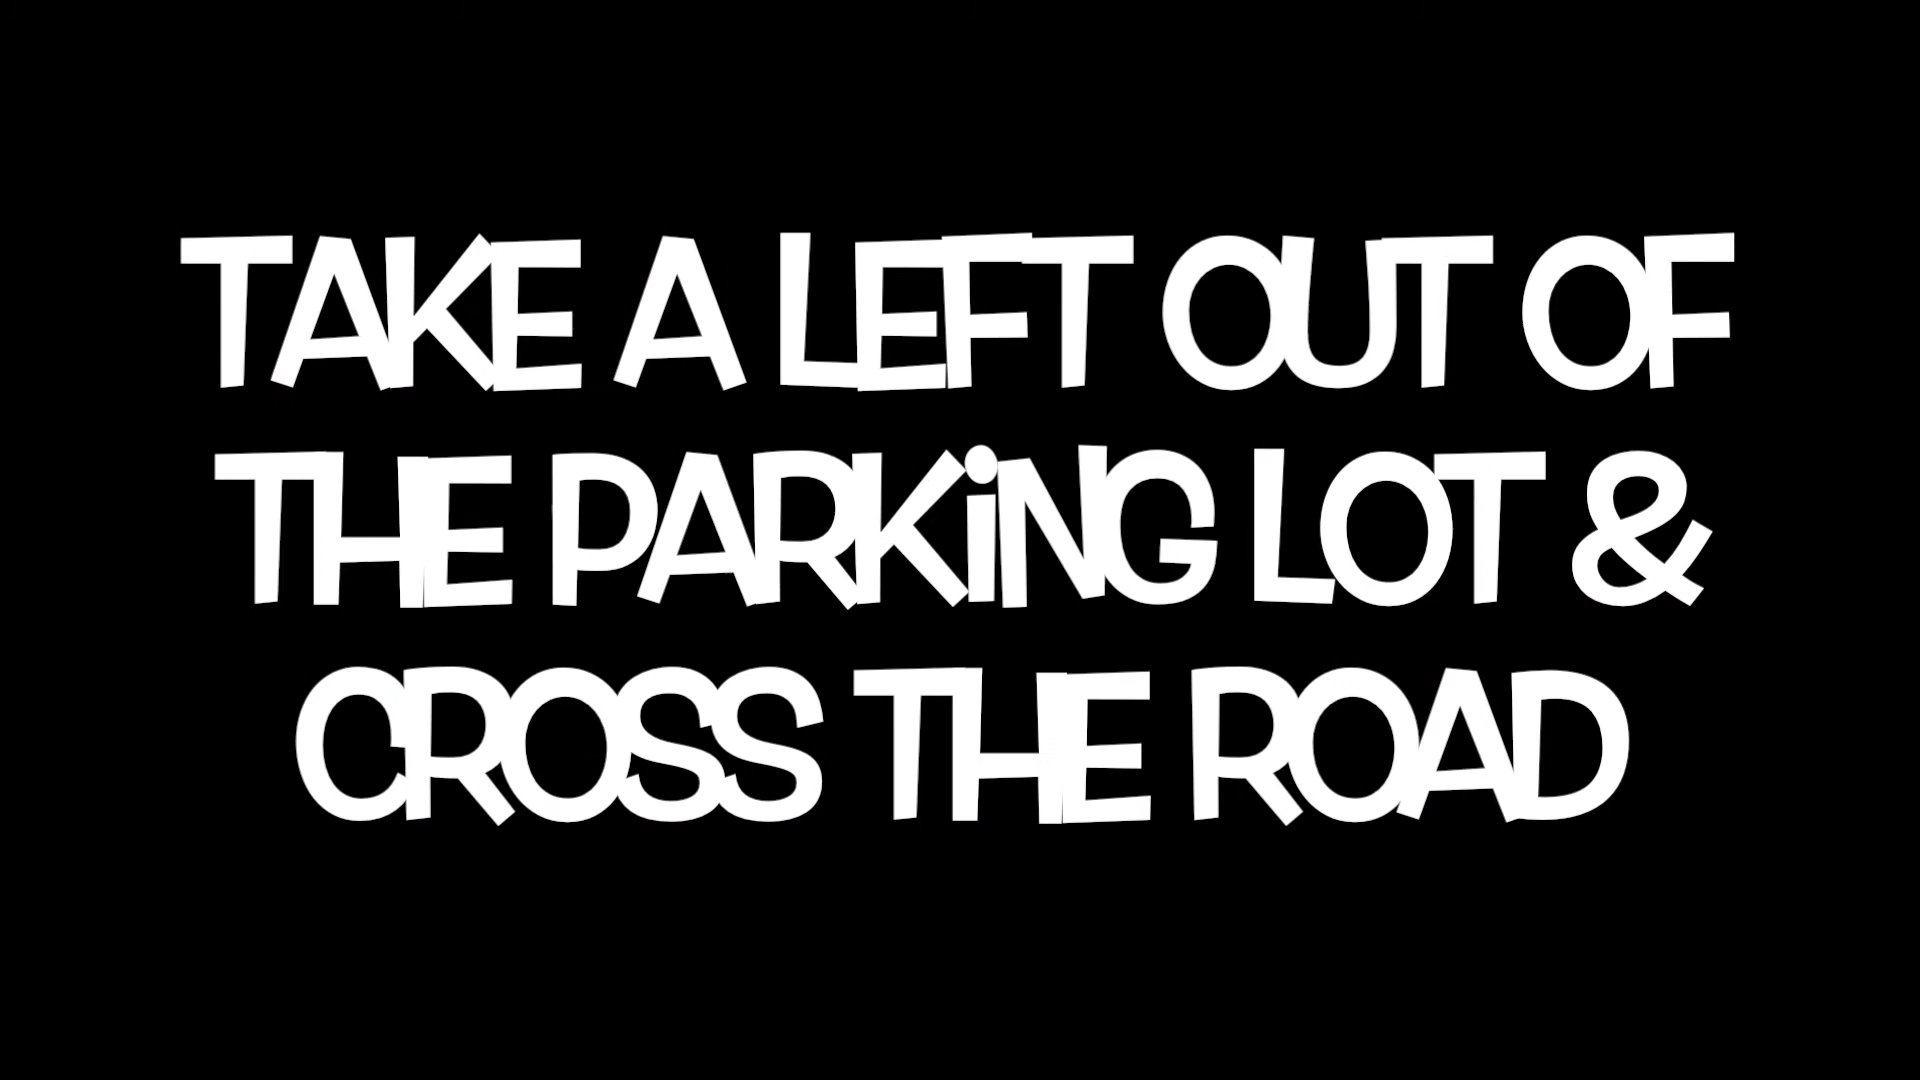 TAKE A LEFT OUT OF
THE PARKiNG LOT &
CROSS THE ROAD